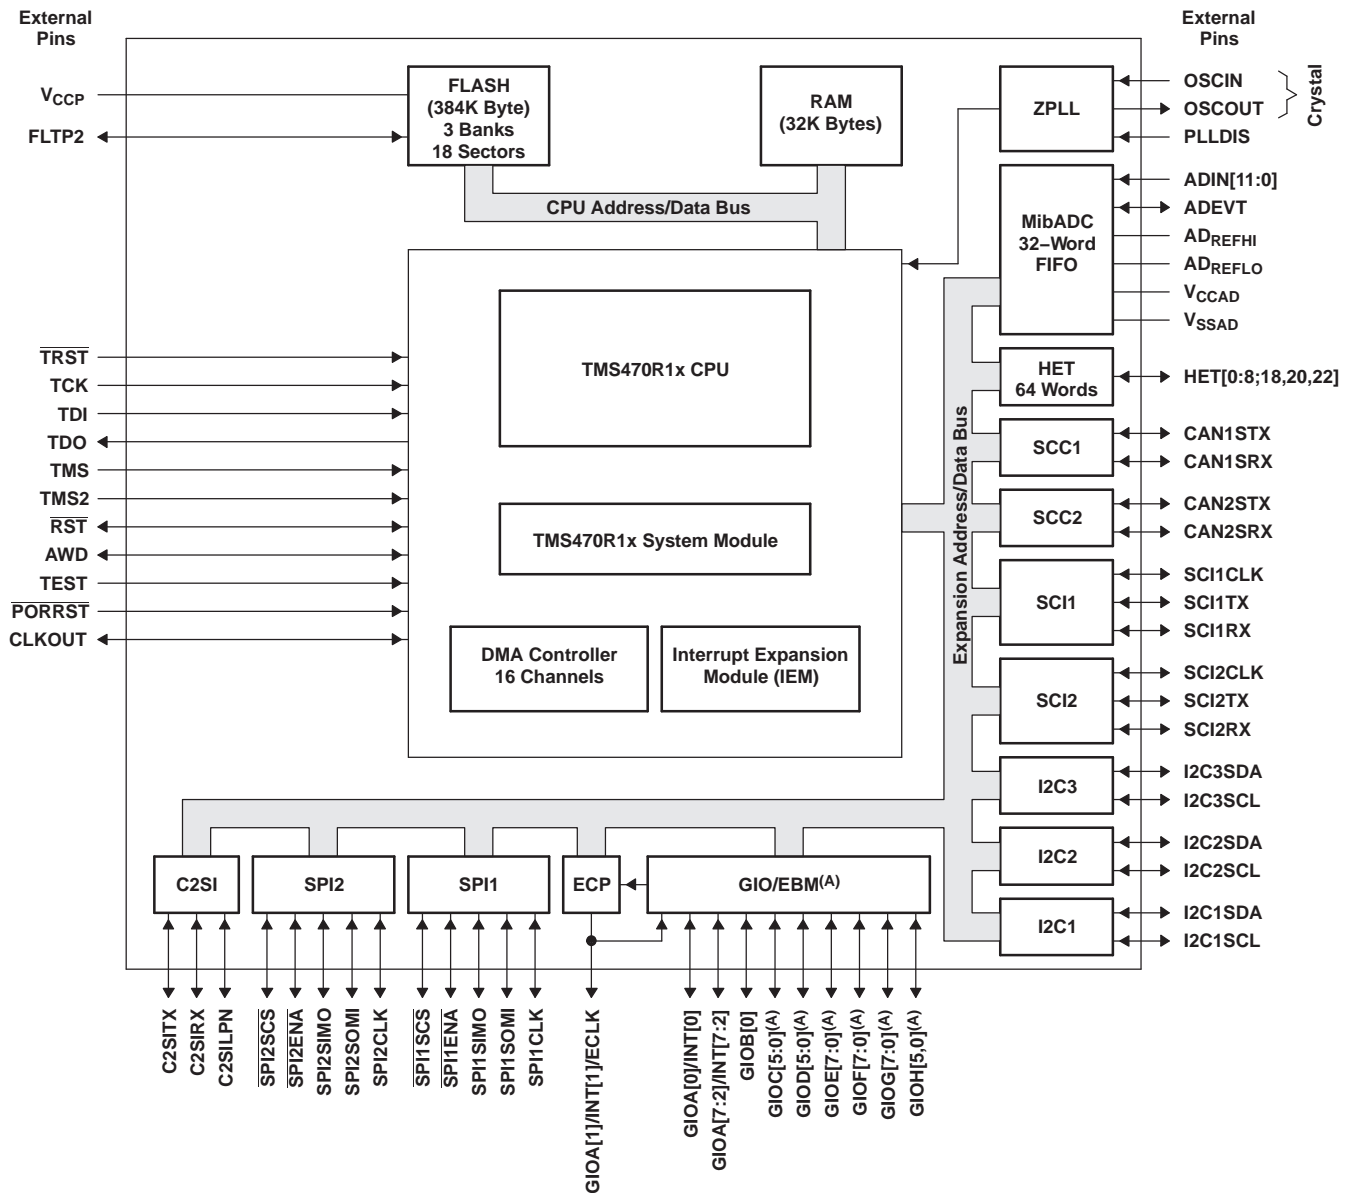 External
Pins
External
Pins
VCCP
FLTP2
FLASH
(384K Byte)
3 Banks
18 Sectors
RAM
(32K Bytes)
ZPLL
OSCIN
OSCOUT
PLLDIS
Crystal
CPU Address/Data Bus
MibADC
32–Word
FIFO
ADIN[11:0]
ADEVT
ADREFHI
ADREFLO
VCCAD
VSSAD
TRST
TCK
TDI
TDO
TMS
TMS2
RST
AWD
TEST
PORRST
CLKOUT
TMS470R1x CPU
TMS470R1x System Module
DMA Controller
16 Channels
Interrupt Expansion
Module (IEM)
Expansion Address/Data Bus
HET
64 Words
HET[0:8;18,20,22]
SCC1
CAN1STX
CAN1SRX
SCC2
CAN2STX
CAN2SRX
SCI1
SCI1CLK
SCI1TX
SCI1RX
SCI2
SCI2CLK
SCI2TX
SCI2RX
I2C3
I2C3SDA
I2C3SCL
I2C2
I2C2SDA
I2C2SCL
I2C1
I2C1SDA
I2C1SCL
C2SI
SPI2
SPI1
ECP
GIO/EBM(A)
C2SITX
C2SIRX
C2SILPN
SPI2SCS
SPI2ENA
SPI2SIMO
SPI2SOMI
SPI2CLK
SPI1SCS
SPI1ENA
SPI1SIMO
SPI1SOMI
SPI1CLK
GIOA[1]/INT[1]/ECLK
GIOA[0]/INT[0]
GIOA[7:2]/INT[7:2]
GIOB[0]
GIOC[5:0](A)
GIOD[5:0](A)
GIOE[7:0](A)
GIOF[7:0](A)
GIOG[7:0](A)
GIOH[5,0](A)